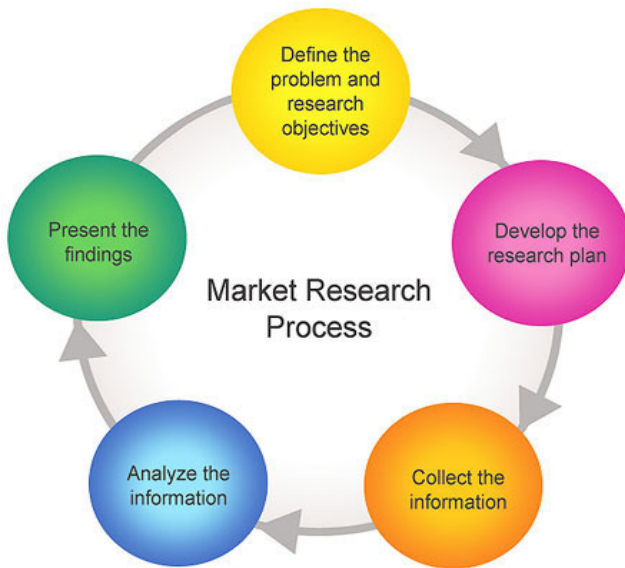 Define the
problem and
research
objectives
Develop the
research plan
Collect the
information
Analyze the
information
Present the
findings
Market Research
Process